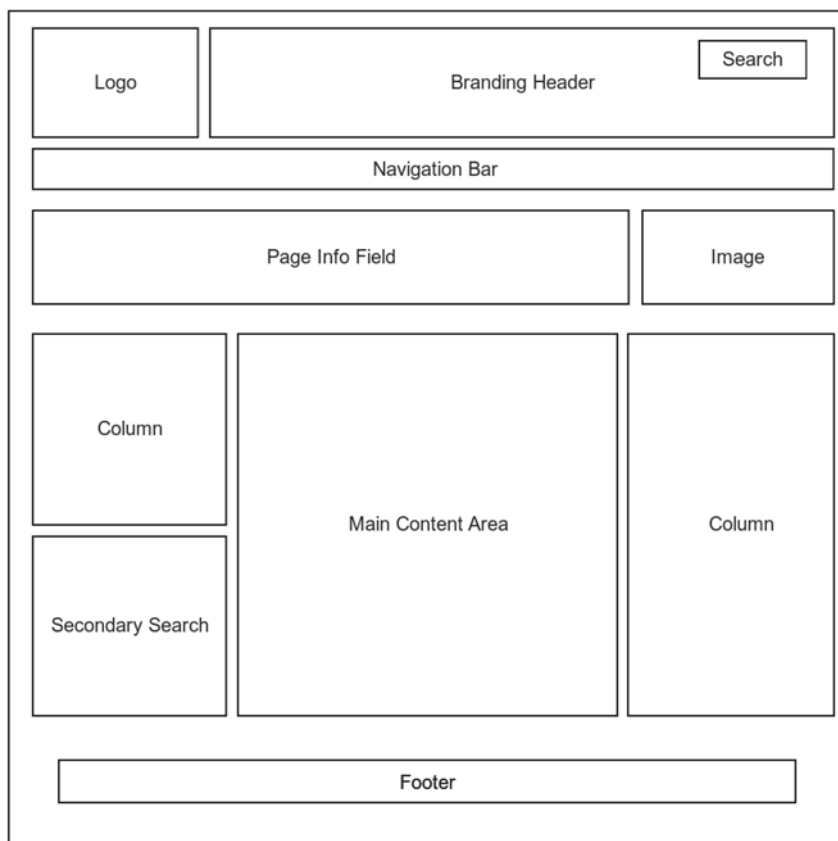 Logo
Branding Header
Search
Navigation Bar
Page Info Field
Image
Column
Main Content Area
Column
Secondary Search
Footer